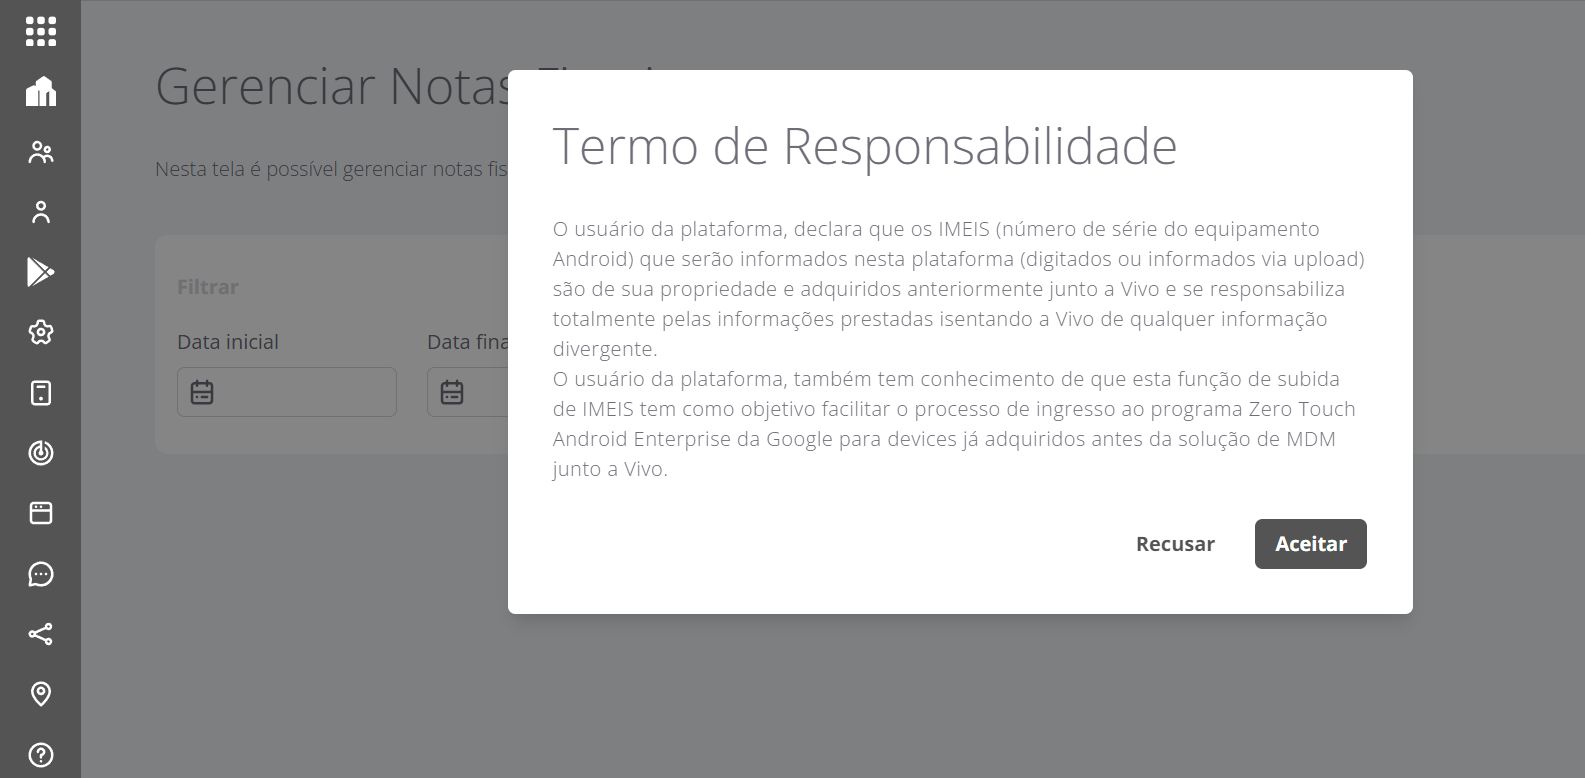 Gerenciar Notas
Termo de Responsabilidade
Nesta tela é possível gerenciar notas
O usuário da plataforma, declara que os IMEIS (número de série do equipamento
Android) que serão informados nesta plataforma (digitados ou informados via upload)
são de sua propriedade e adquiridos anteriormente junto a Vivo e se responsabiliza
totalmente pelas informações prestadas isentando a Vivo de qualquer informação
divergente.
O usuário da plataforma, também tem conhecimento de que esta função de subida
de IMEIS tem como objetivo facilitar o processo de ingresso ao programa Zero Touch
Android Enterprise da Google para devices já adquiridos antes da solução de MDM
junto a Vivo.
Filtrar
Data inicial
Data fina
Recusar
Aceitar